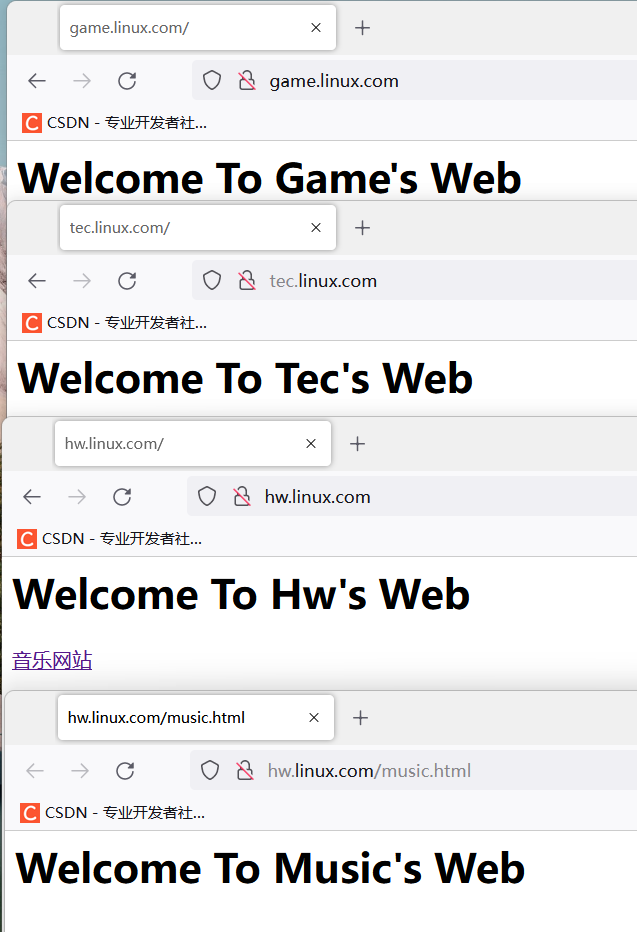 game.linux.com/
game.linux.com
CSDN - 专业开发者社...
Welcome To Game's Web
tec.linux.com/
tec.linux.com
CSDN - 专业开发者社...
Welcome To Tec's Web
hw.linux.com/
hw.linux.com
CSDN - 专业开发者社...
Welcome To Hw's Web
音乐网站
hw.linux.com/music.html
hw.linux.com/music.html
CSDN - 专业开发者社...
Welcome To Music's Web